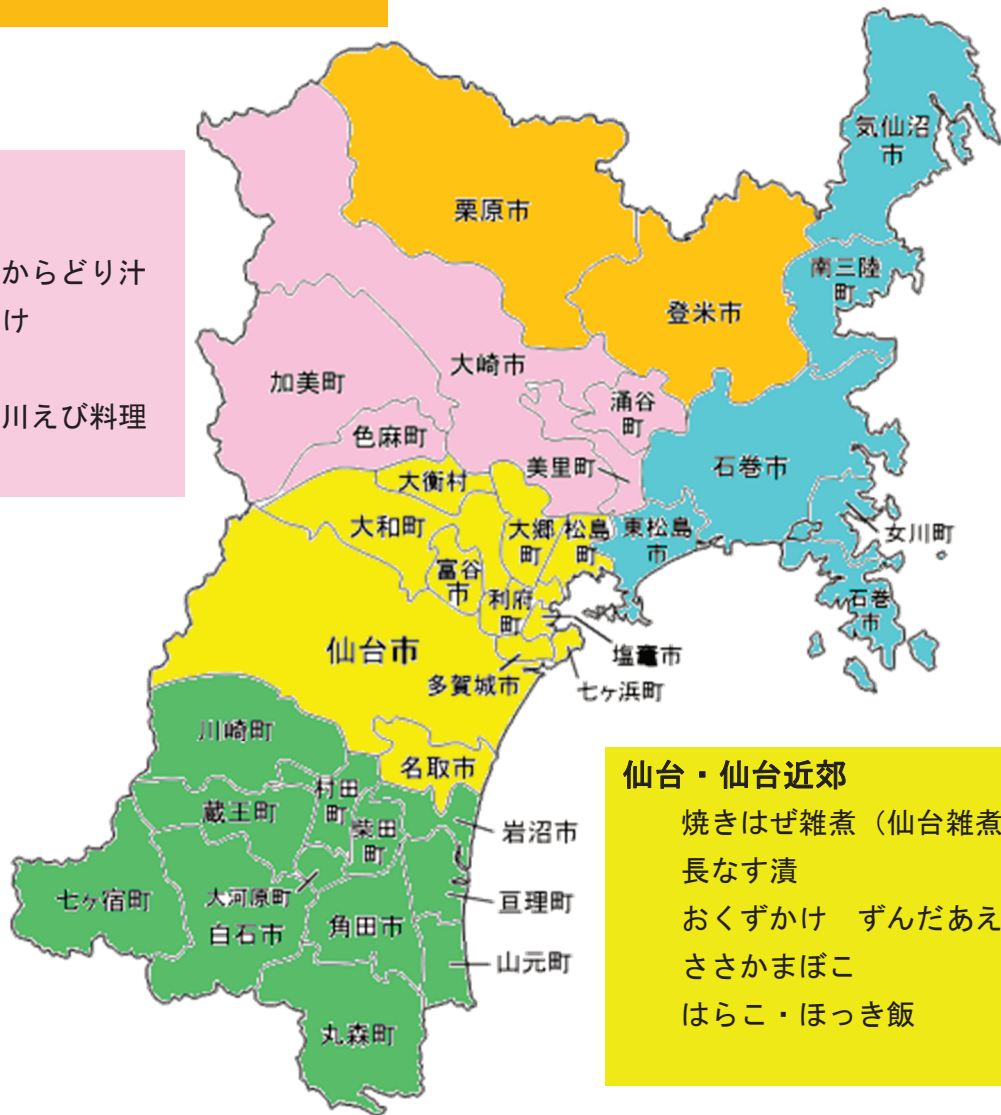 気仙沼
市
栗原市
からどり汁
け
南三陸
町
登米市
大崎市
加美町
涌谷
町
川えび料理
色麻町
美里町
石巻市
大衡村
大和町
大郷
町
松島
町
東松島
市
女川町
富谷
市
利府
町
石巻
市
仙台市
塩竈市
多賀城市
七ヶ浜町
川崎町
名取市
村田
町
蔵王町
柴田
町
岩沼市
七ヶ宿町
大河原町
白石市
角田市
亘理町
山元町
丸森町
仙台・仙台近郊
焼きはぜ雑煮（仙台雑煮
長なす漬
おくずかけ　ずんだあえ
ささかまぼこ
はらこ・ほっき飯